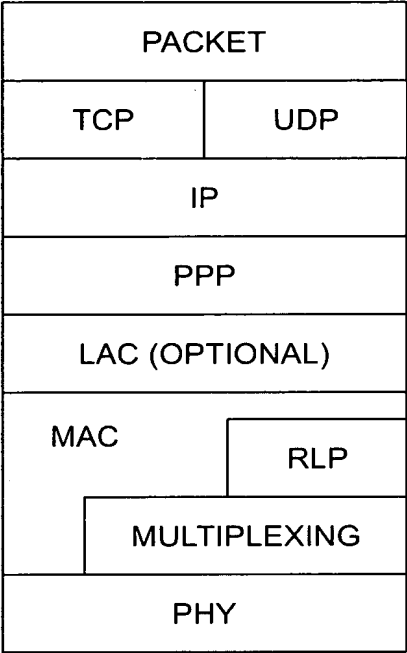 PACKET
TCP UDP
IP
PPP
LAC (OPTIONAL)
MAC
RLP
MULTIPLEXING
PHY